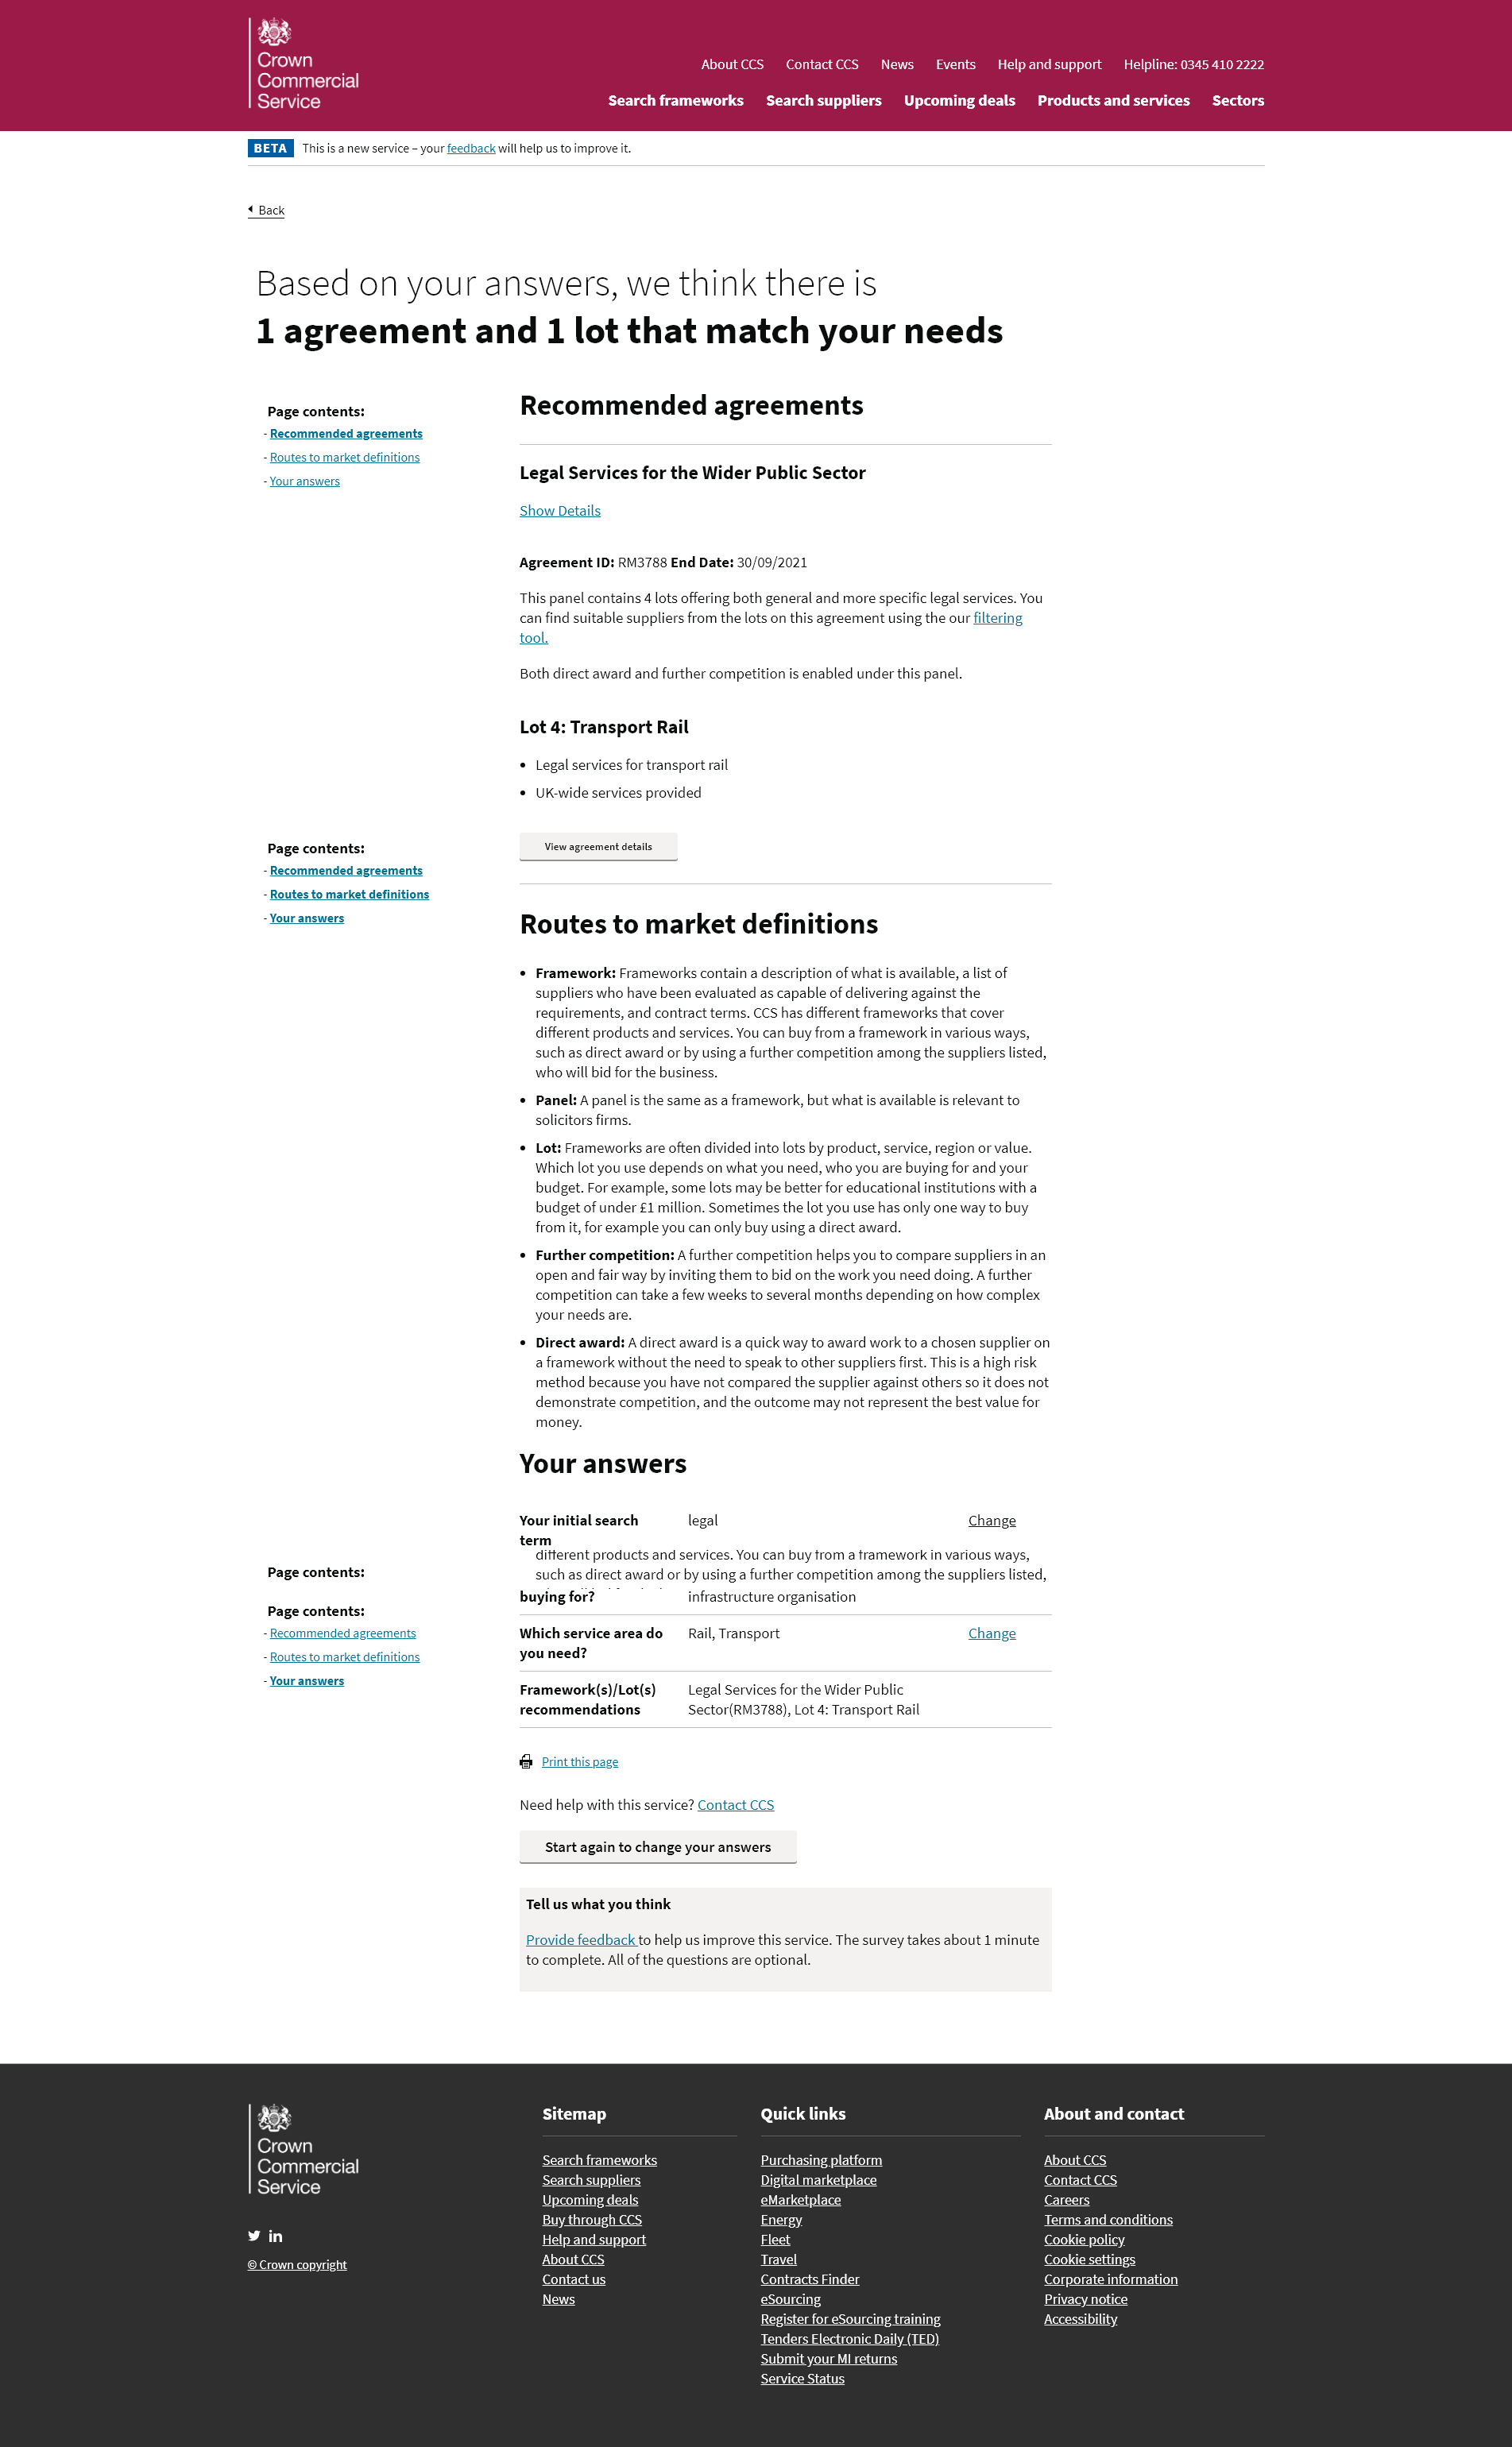 Crown
Commercial
Service
About CCS Contact CCS News Events Help and support Helpline: 0345 410 2222
Search frameworks Search suppliers Upcoming deals Products and services Sectors
BETA This is a new service – your feedback will help us to improve it.
Back
Based on your answers, we think there is
1 agreement and 1 lot that match your needs
Page contents:
- Recommended agreements
- Routes to market definitions
- Your answers
Recommended agreements
Legal Services for the Wider Public Sector
Show Details
Agreement ID: RM3788 End Date: 30/09/2021
This panel contains 4 lots offering both general and more specific legal services. You
can find suitable suppliers from the lots on this agreement using the our filtering
tool.
Both direct award and further competition is enabled under this panel.
Lot 4: Transport Rail
• Legal services for transport rail
• UK-wide services provided
View agreement details
Page contents:
- Recommended agreements
- Routes to market definitions
- Your answers
Routes to market definitions
• Framework: Frameworks contain a description of what is available, a list of
suppliers who have been evaluated as capable of delivering against the
requirements, and contract terms. CCS has different frameworks that cover
different products and services. You can buy from a framework in various ways,
such as direct award or by using a further competition among the suppliers listed,
who will bid for the business.
• Panel: A panel is the same as a framework, but what is available is relevant to
solicitors firms.
• Lot: Frameworks are often divided into lots by product, service, region or value.
Which lot you use depends on what you need, who you are buying for and your
budget. For example, some lots may be better for educational institutions with a
budget of under £1 million. Sometimes the lot you use has only one way to buy
from it, for example you can only buy using a direct award.
• Further competition: A further competition helps you to compare suppliers in an
open and fair way by inviting them to bid on the work you need doing. A further
competition can take a few weeks to several months depending on how complex
your needs are.
• Direct award: A direct award is a quick way to award work to a chosen supplier on
a framework without the need to speak to other suppliers first. This is a high risk
method because you have not compared the supplier against others so it does not
demonstrate competition, and the outcome may not represent the best value for
money.
Your answers
Your initial search legal Change
term
different products and services. You can buy from a framework in various ways,
such as direct award or by using a further competition among the suppliers listed,
buying for? infrastructure organisation
Page contents:
Page contents:
- Recommended agreements
- Routes to market definitions
- Your answers
Which service area do Rail, Transport Change
you need?
Framework(s)/Lot(s) Legal Services for the Wider Public
recommendations Sector(RM3788), Lot 4: Transport Rail
Print this page
Need help with this service? Contact CCS
Start again to change your answers
Tell us what you think
Provide feedback to help us improve this service. The survey takes about 1 minute
to complete. All of the questions are optional.
Crown
Commercial
Service
© Crown copyright
Sitemap
Search frameworks
Search suppliers
Upcoming deals
Buy through CCS
Help and support
About CCS
Contact us
News
Quick links
Purchasing platform
Digital marketplace
eMarketplace
Energy
Fleet
Travel
Contracts Finder
eSourcing
Register for eSourcing training
Tenders Electronic Daily (TED)
Submit your MI returns
Service Status
About and contact
About CCS
Contact CCS
Careers
Terms and conditions
Cookie policy
Cookie settings
Corporate information
Privacy notice
Accessibility